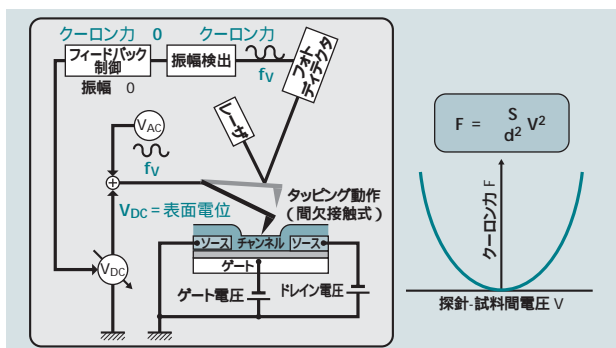 クーロン力 0
クーロン力
フィードバック
制御
振幅検出
fV
フォト
ディテクタ
振幅 0
レーザ
VAC
fV
F = S/d² V²
タッピング動作
(間欠接触式)
VDC = 表面電位
クーロン力 F
ソース
チャンネル
ソース
VDC
ゲート
ゲート電圧
ドレイン電圧
探針-試料間電圧 V